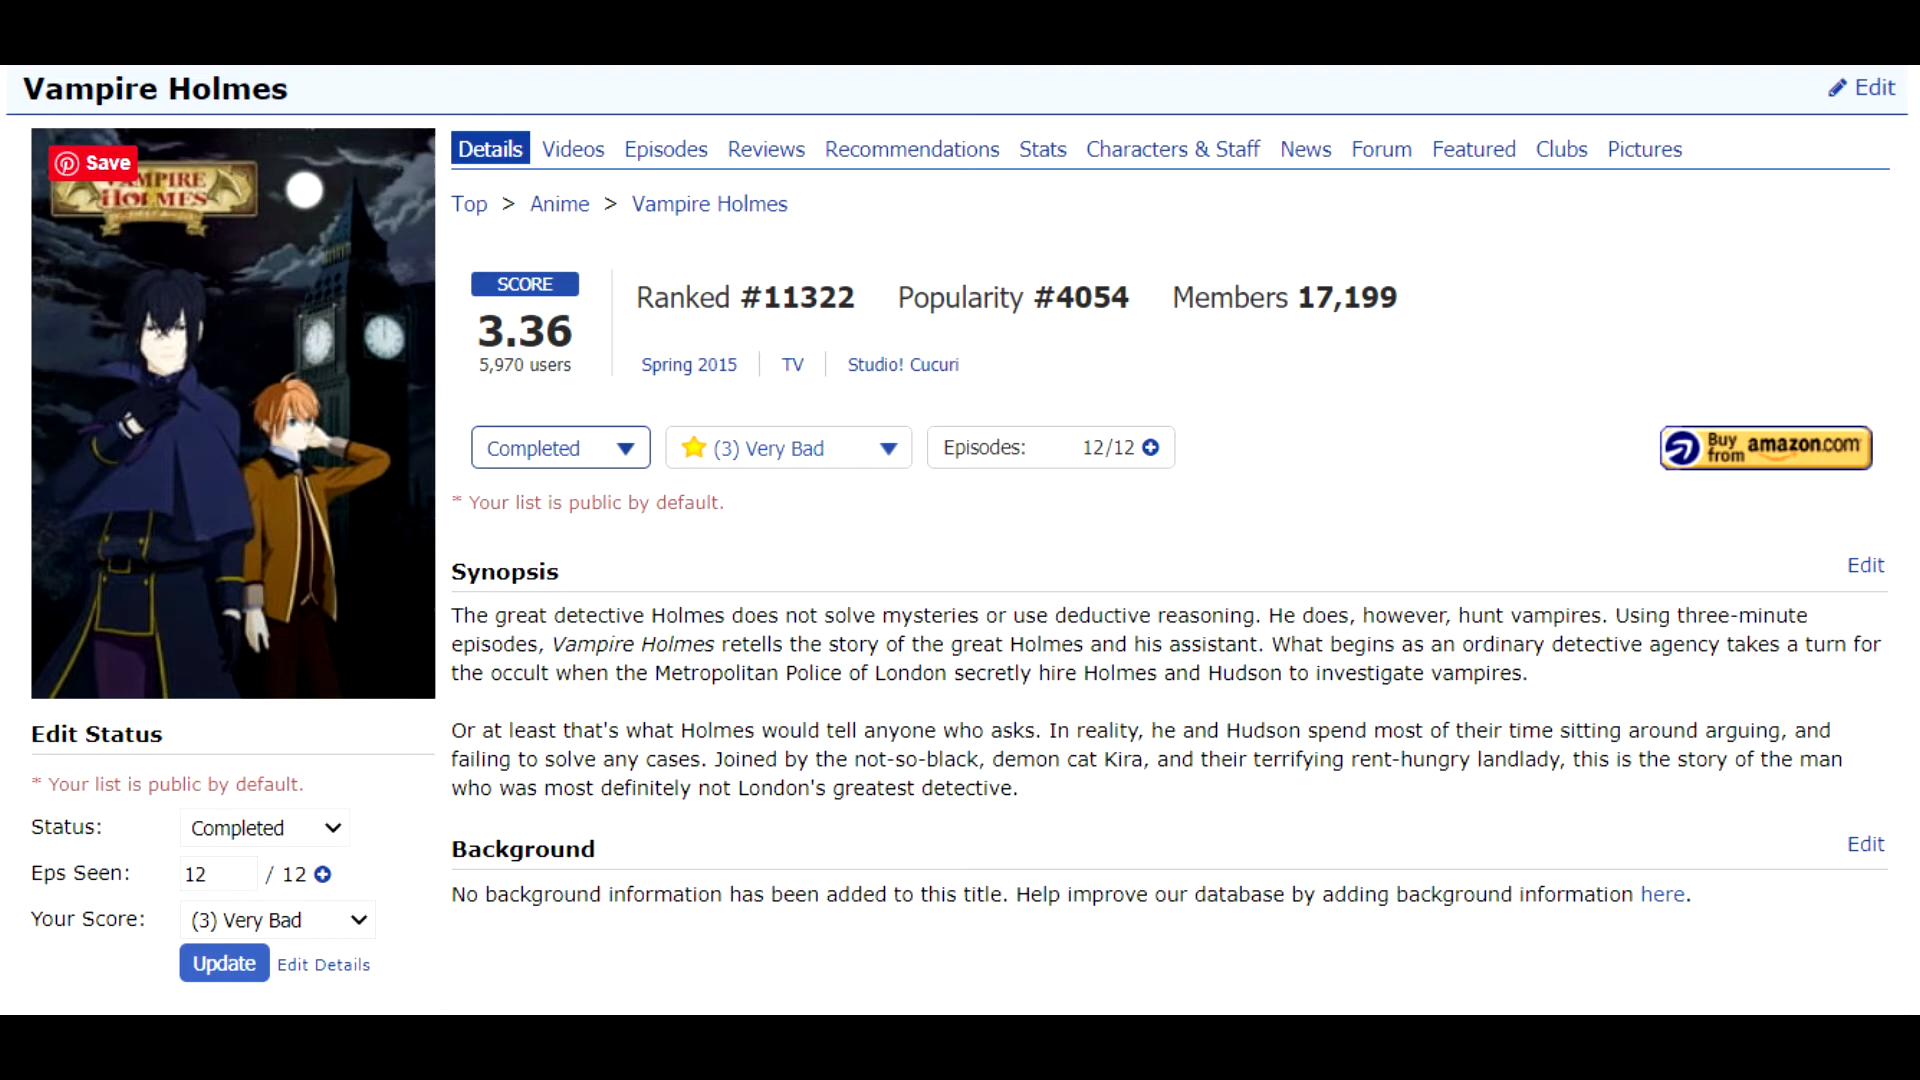 Vampire Holmes
Edit
Save
VAMPIRE
HOLMES
Details Videos Episodes Reviews Recommendations Stats Characters & Staff News Forum Featured Clubs Pictures
Top > Anime > Vampire Holmes
SCORE
3.36
5,970 users
Ranked #11322 Popularity #4054 Members 17,199
Spring 2015 TV Studio! Cucuri
Completed (3) Very Bad Episodes: 12/12
Buy from amazon.com
* Your list is public by default.
Synopsis
Edit
The great detective Holmes does not solve mysteries or use deductive reasoning. He does, however, hunt vampires. Using three-minute
episodes, Vampire Holmes retells the story of the great Holmes and his assistant. What begins as an ordinary detective agency takes a turn for
the occult when the Metropolitan Police of London secretly hire Holmes and Hudson to investigate vampires.
Or at least that's what Holmes would tell anyone who asks. In reality, he and Hudson spend most of their time sitting around arguing, and
failing to solve any cases. Joined by the not-so-black, demon cat Kira, and their terrifying rent-hungry landlady, this is the story of the man
who was most definitely not London's greatest detective.
Background
Edit
No background information has been added to this title. Help improve our database by adding background information here.
Edit Status
* Your list is public by default.
Status: Completed
Eps Seen: 12 / 12
Your Score: (3) Very Bad
Update Edit Details